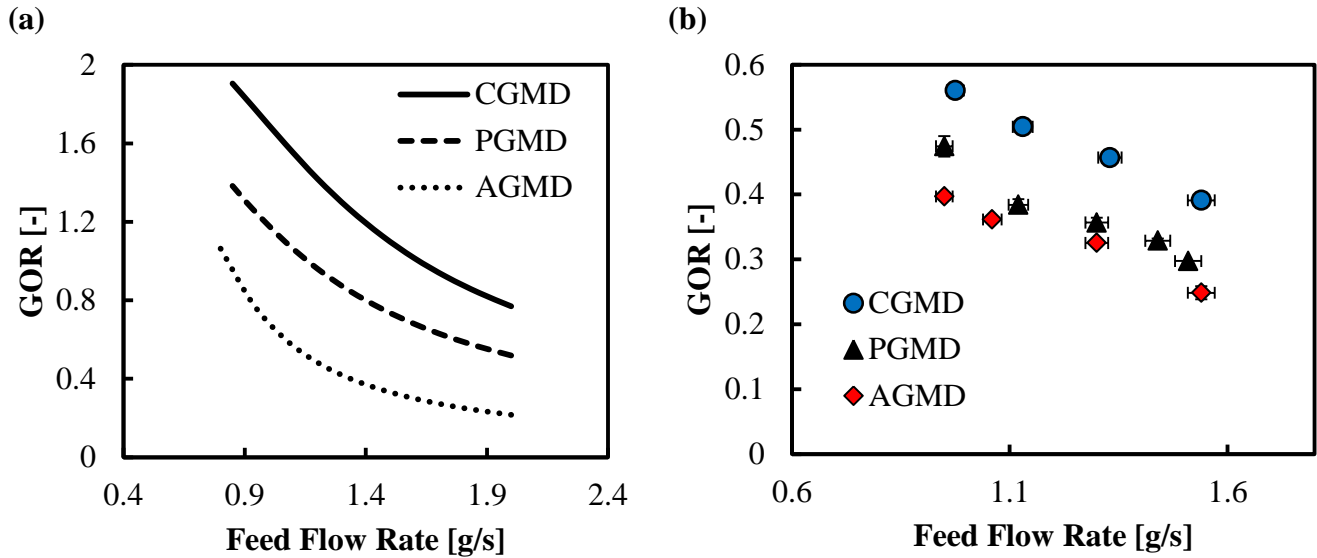 (a)
2
1.6
1.2
0.8
0.4
0
GOR [-]
CGMD
PGMD
AGMD
0.4 0.9 1.4 1.9 2.4
Feed Flow Rate [g/s]
(b)
0.6
0.5
0.4
0.3
0.2
0.1
0
GOR [-]
CGMD
PGMD
AGMD
0.6 1.1 1.6
Feed Flow Rate [g/s]